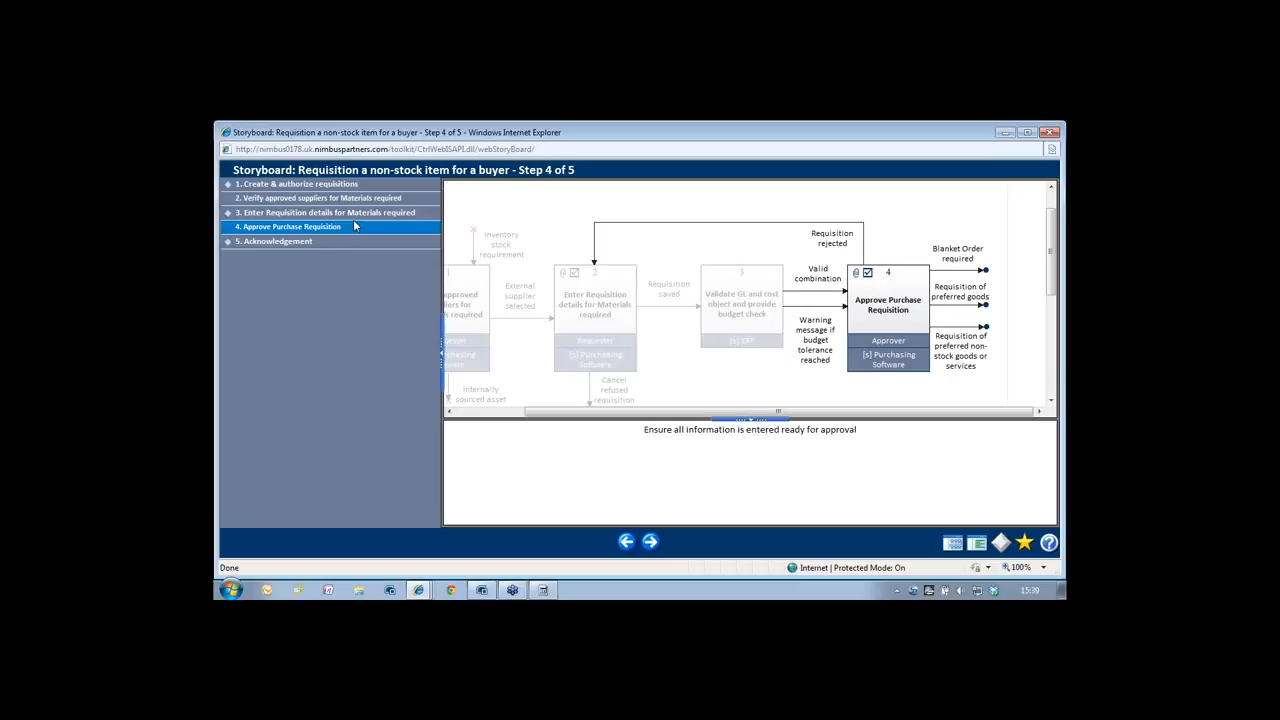 Storyboard: Requisition a non-stock item for a buyer - Step 4 of 5 - Windows Internet Explorer
http://nimbus0178.uk.nimbuspartners.com/toolkit/CtrlWebISAPI.dll/webStoryBoard/
Storyboard: Requisition a non-stock item for a buyer - Step 4 of 5
1. Create & authorize requisitions
2. Verify approved suppliers for Materials required
3. Enter Requisition details for Materials required
4. Approve Purchase Requisition
5. Acknowledgement
Inventory
stock
requirement
External
supplier
selected
Internally
sourced asset
2
Enter Requisition
details for Materials
required
Requester
[s] Purchasing
Software
Cancel
refused
requisition
Requisition
saved
3
Validate GL and cost
object and provide
budget check
[s] ERP
Requisition
rejected
Valid
combination
Warning
message if
budget
tolerance
reached
4
Approve Purchase
Requisition
Approver
[s] Purchasing
Software
Blanket Order
required
Requisition of
preferred goods
Requisition of
preferred non-
stock goods or
services
Ensure all information is entered ready for approval
Done
Internet | Protected Mode: On
100%
15:39